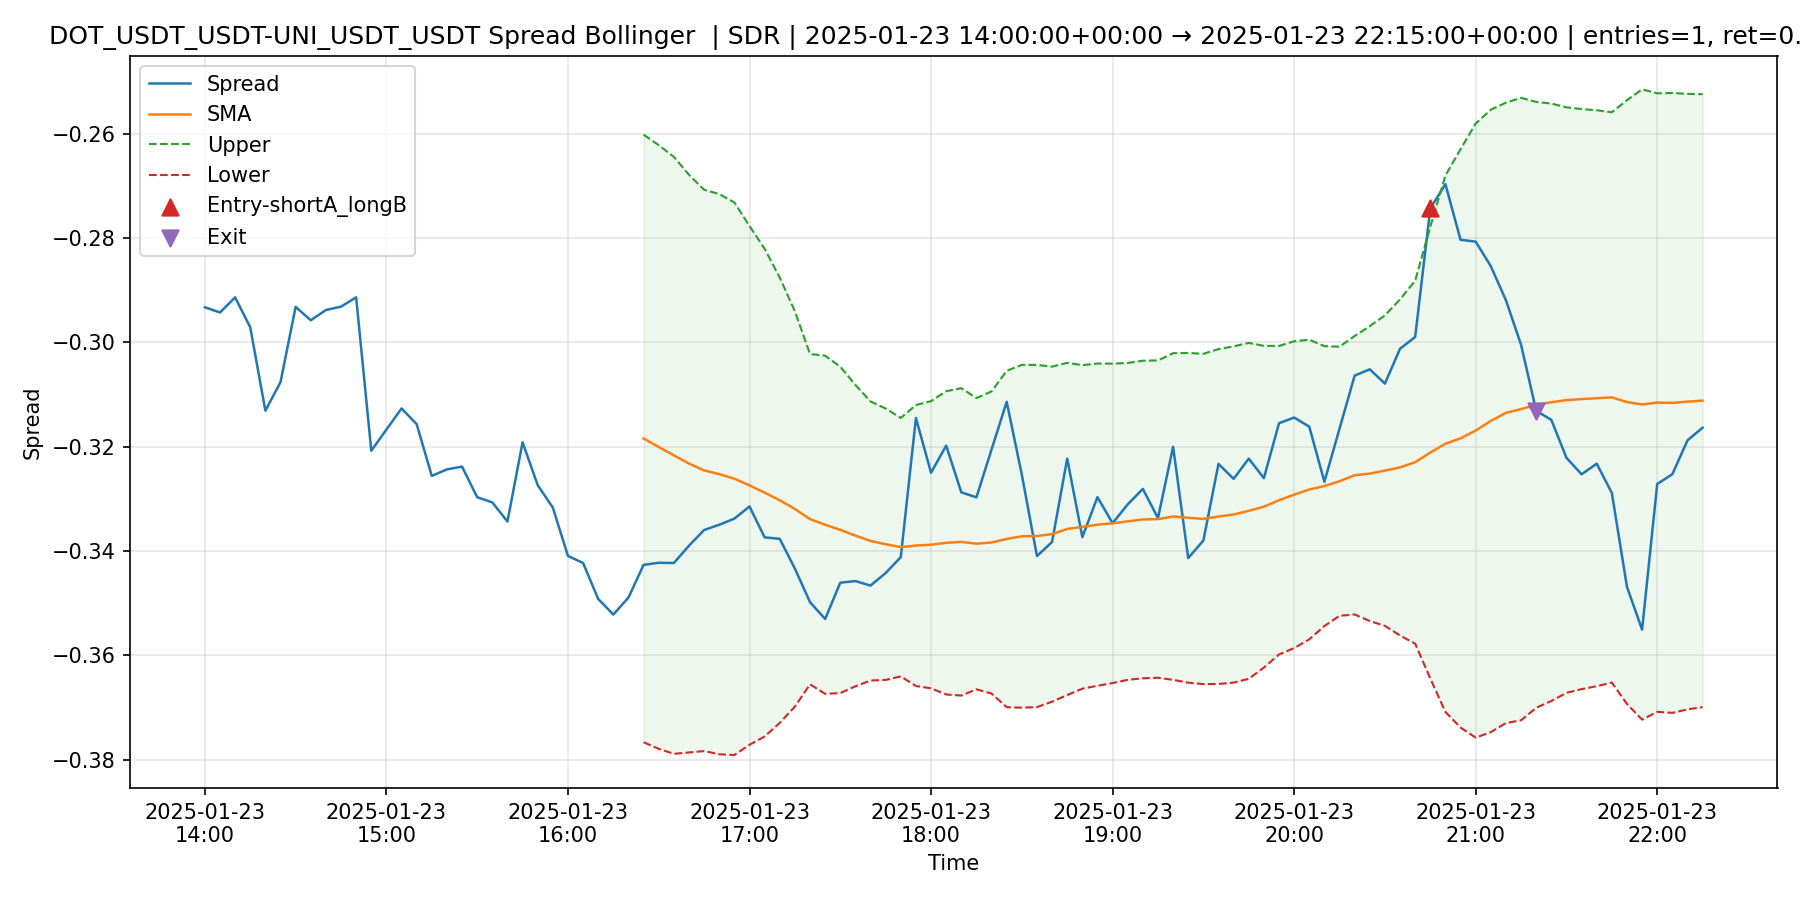 DOT_USDT_USDT-UNI_USDT_USDT Spread Bollinger  | SDR | 2025-01-23 14:00:00+00:00 → 2025-01-23 22:15:00+00:00 | entries=1, ret=0.
Spread
SMA
Upper
Lower
Entry-shortA_longB
Exit
−0.26
−0.28
−0.30
−0.32
−0.34
−0.36
−0.38
Spread
2025-01-23 2025-01-23 2025-01-23 2025-01-23 2025-01-23 2025-01-23 2025-01-23 2025-01-23 2025-01-23
14:00 15:00 16:00 17:00 18:00 19:00 20:00 21:00 22:00
Time